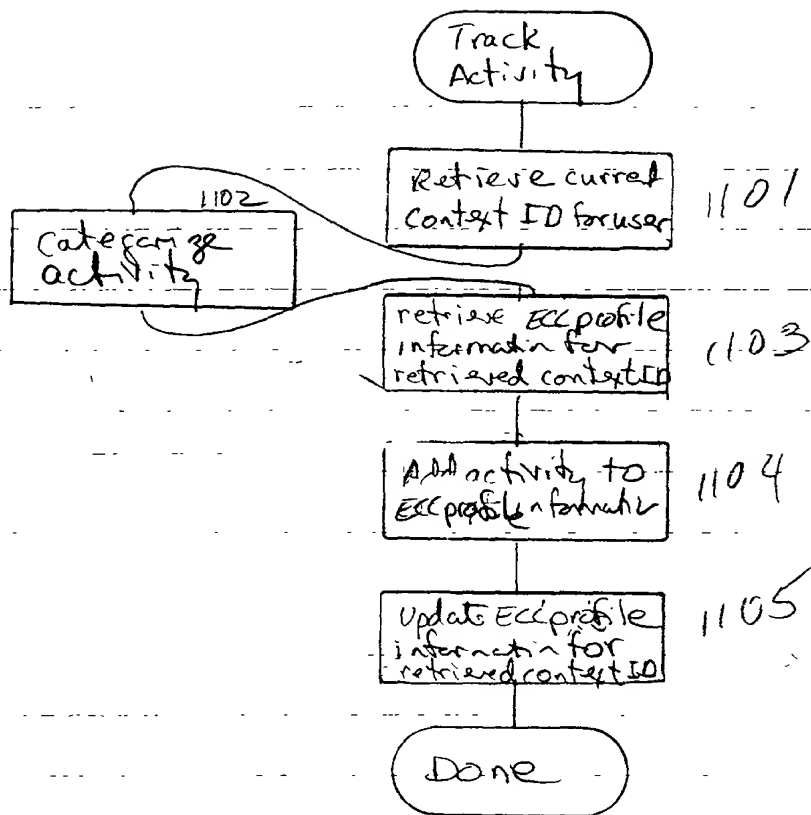 Track
Activity
Retrieve current
Context ID for user
1101
1102
Categorize
activity
retrieve ECC profile
information for
retrieved context ID
1103
Add activity to
ECC profile information
1104
Update ECC profile
information for
retrieved context ID
1105
Done